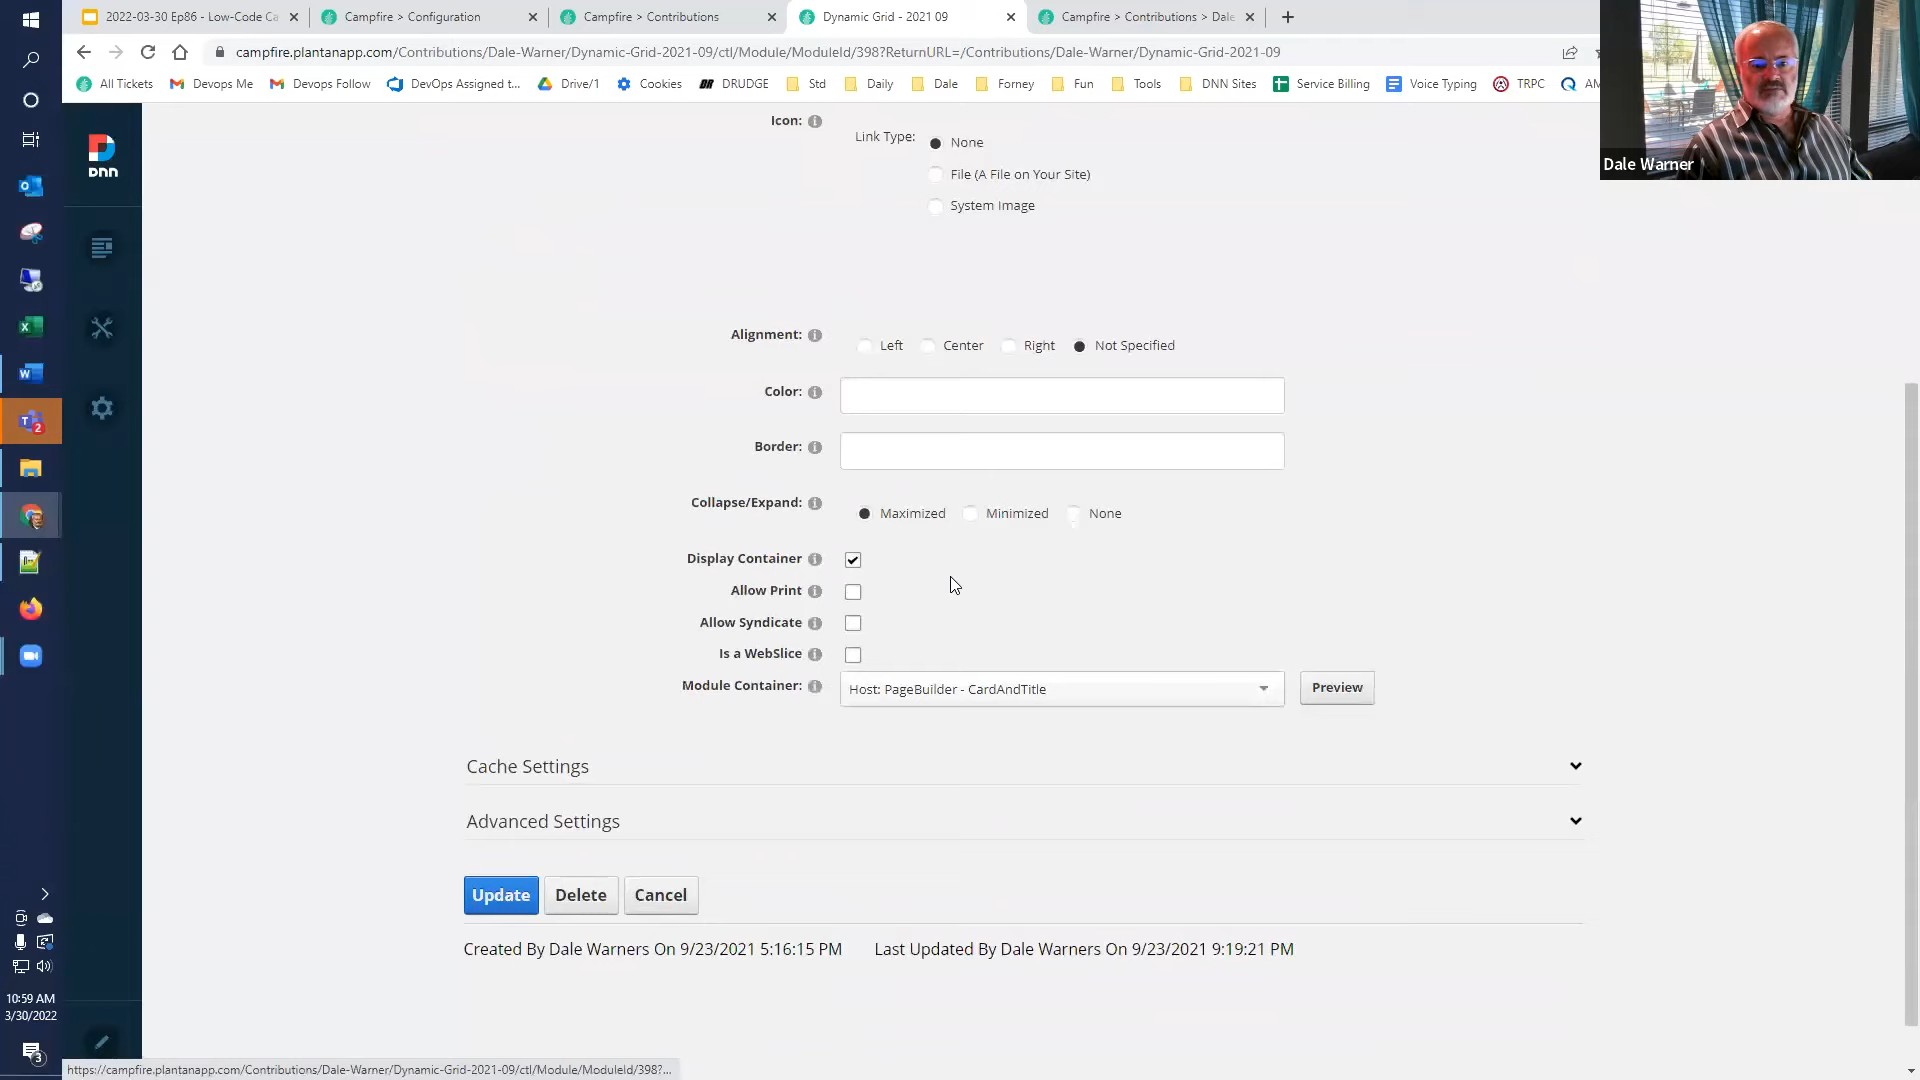 2022-03-30 Ep86 - Low-Code Ca
Campfire > Configuration
Campfire > Contributions
Dynamic Grid - 2021 09
Campfire > Contributions > Dale
campfire.plantanapp.com/Contributions/Dale-Warner/Dynamic-Grid-2021-09/ctl/Module/ModuleId/398?ReturnURL=/Contributions/Dale-Warner/Dynamic-Grid-2021-09
All Tickets
Devops Me
Devops Follow
DevOps Assigned t...
Drive/1
Cookies
DRUDGE
Std
Daily
Dale
Forney
Fun
Tools
DNN Sites
Service Billing
Voice Typing
TRPC
Dale Warner
DNN
Icon:
Link Type:
None
File (A File on Your Site)
System Image
Alignment:
Left
Center
Right
Not Specified
Color:
Border:
Collapse/Expand:
Maximized
Minimized
None
Display Container
Allow Print
Allow Syndicate
Is a WebSlice
Module Container:
Host: PageBuilder - CardAndTitle
Preview
Cache Settings
Advanced Settings
Update
Delete
Cancel
Created By Dale Warners On 9/23/2021 5:16:15 PM
Last Updated By Dale Warners On 9/23/2021 9:19:21 PM
10:59 AM
3/30/2022
3
https://campfire.plantanapp.com/Contributions/Dale-Warner/Dynamic-Grid-2021-09/ctl/Module/ModuleId/398?...